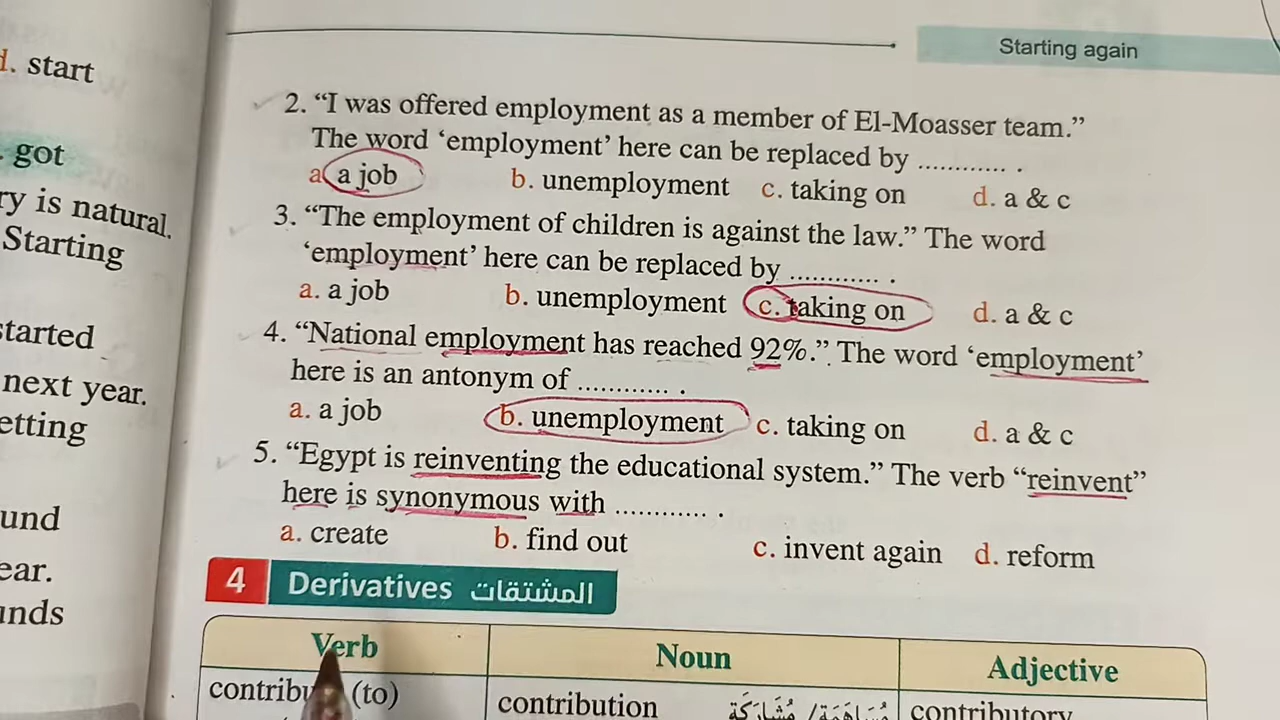 Starting again
d. start
got
ry is natural.
Starting
started
next year.
etting
und
ear.
unds
2. “I was offered employment as a member of El-Moasser team.”
The word ‘employment’ here can be replaced by ............ .
a a job b. unemployment c. taking on d. a & c
3. “The employment of children is against the law.” The word
‘employment’ here can be replaced by ............ .
a. a job b. unemployment c. taking on d. a & c
4. “National employment has reached 92%.” The word ‘employment’
here is an antonym of ............ .
a. a job b. unemployment c. taking on d. a & c
5. “Egypt is reinventing the educational system.” The verb “reinvent”
here is synonymous with ............ .
a. create b. find out c. invent again d. reform
4 Derivatives المشتقات
Verb Noun Adjective
(to) contribution مُسَاهَمَة/ مُشَارَكَة contributory